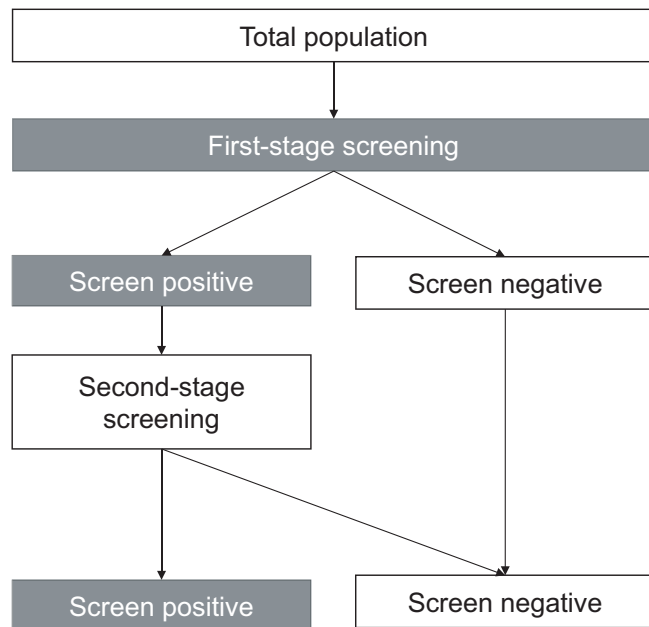 Total population
First-stage screening
Screen positive
Screen negative
Second-stage
screening
Screen positive
Screen negative